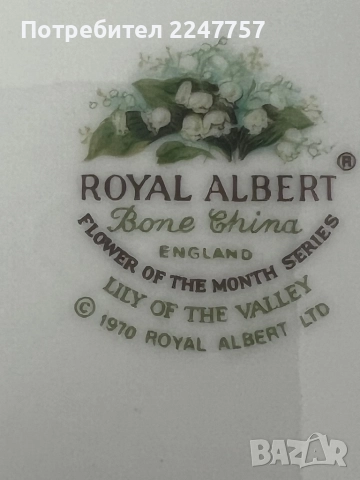 Потребител 2247757
ROYAL ALBERT®
Bone China
ENGLAND
FLOWER OF THE MONTH SERIES
LILY OF THE VALLEY
© 1970 ROYAL ALBERT LTD
BAZAR